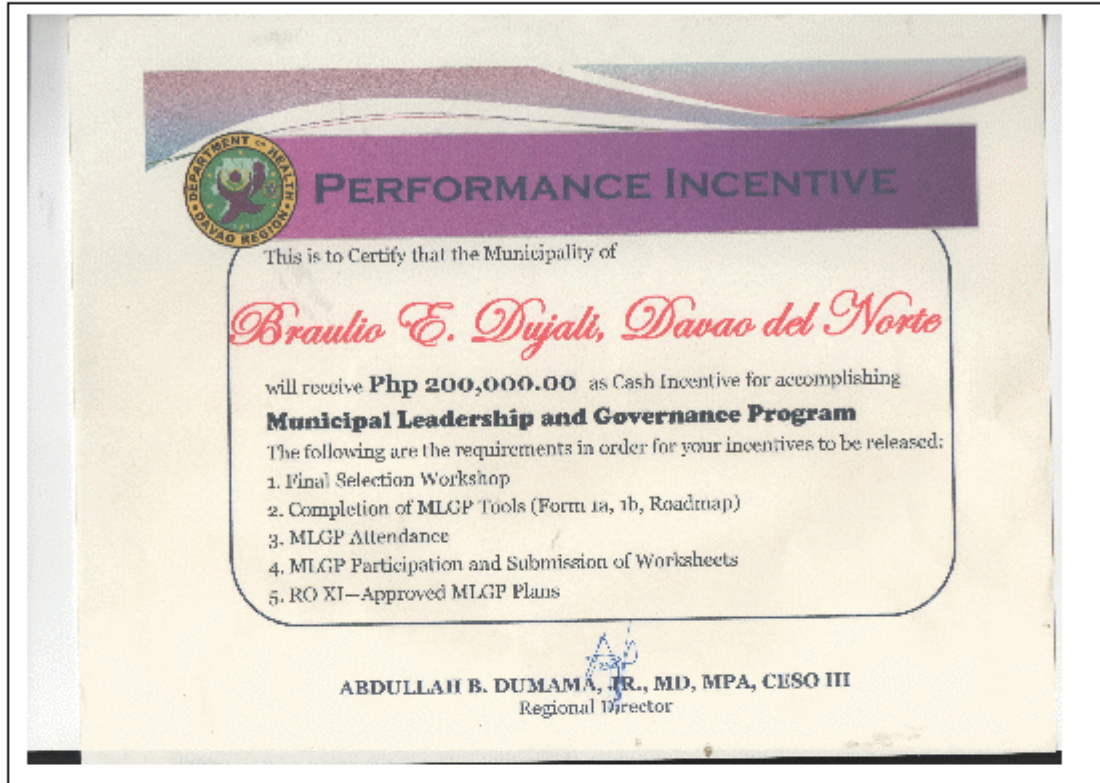 DEPARTMENT OF HEALTH
DAVAO REGION
PERFORMANCE INCENTIVE
This is to Certify that the Municipality of
Braulio E. Dujali, Davao del Norte
will receive Php 200,000.00 as Cash Incentive for accomplishing
Municipal Leadership and Governance Program
The following are the requirements in order for your incentives to be released:
1. Final Selection Workshop
2. Completion of MLGP Tools (Form 1a, 1b, Roadmap)
3. MLGP Attendance
4. MLGP Participation and Submission of Worksheets
5. RO XI—Approved MLGP Plans
ABDULLAH B. DUMAMA, JR., MD, MPA, CESO III
Regional Director